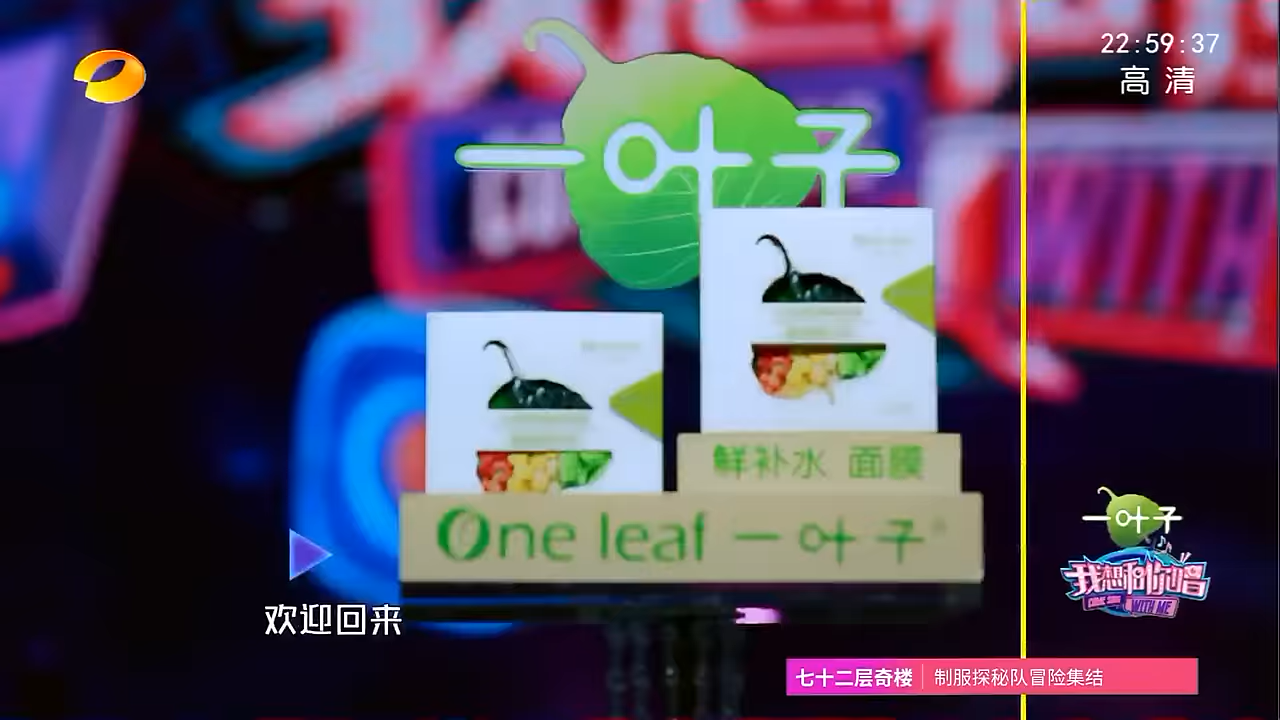 22:59:37
高清
一叶子
鲜补水 面膜
One leaf 一叶子
欢迎回来
一叶子
我想和你唱
COME SING WITH ME
七十二层奇楼 | 制服探秘队冒险集结